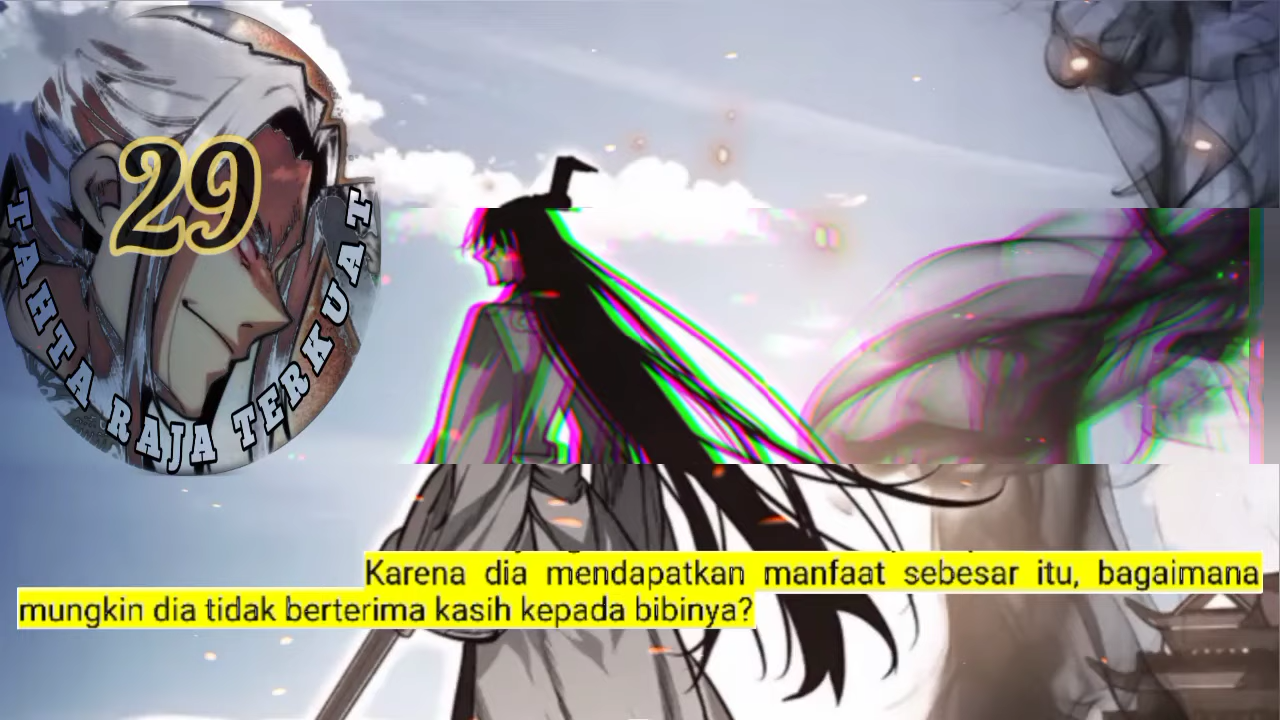 29
TAHTA RAJA TERKUAT
Karena dia mendapatkan manfaat sebesar itu, bagaimana
mungkin dia tidak berterima kasih kepada bibinya?